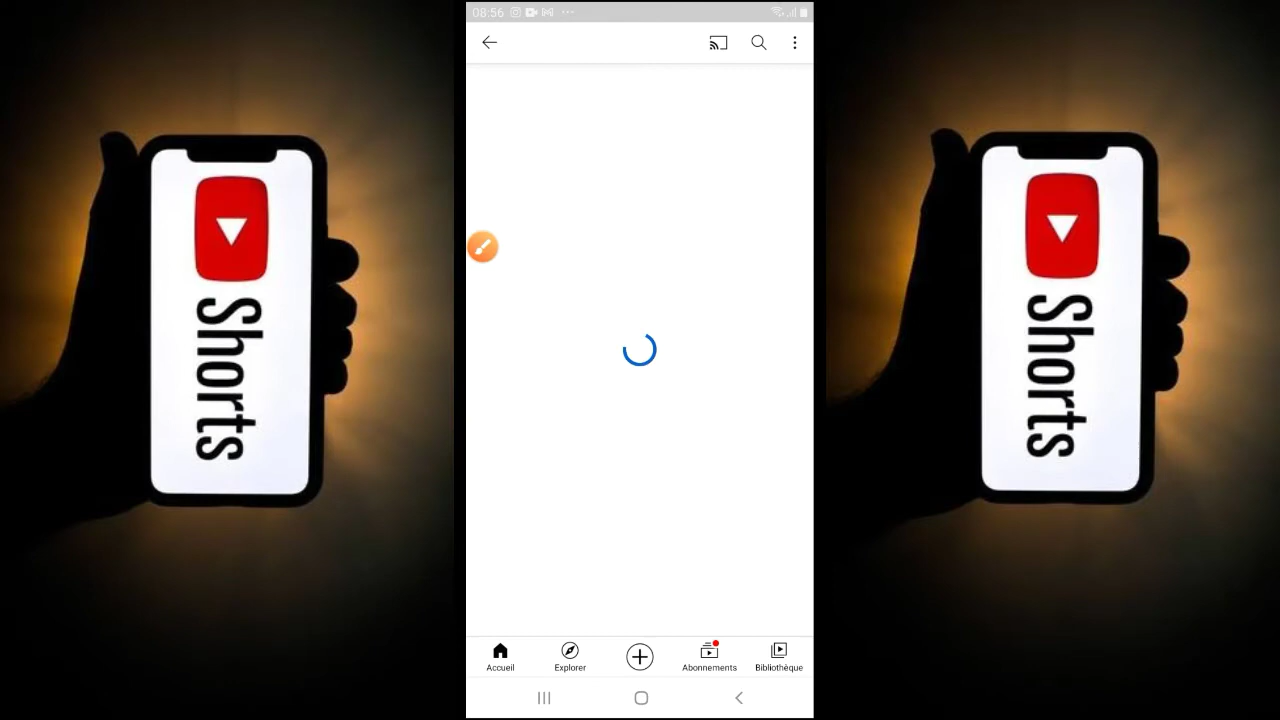 08:56
Shorts
Shorts
Accueil
Explorer
Abonnements
Bibliothèque